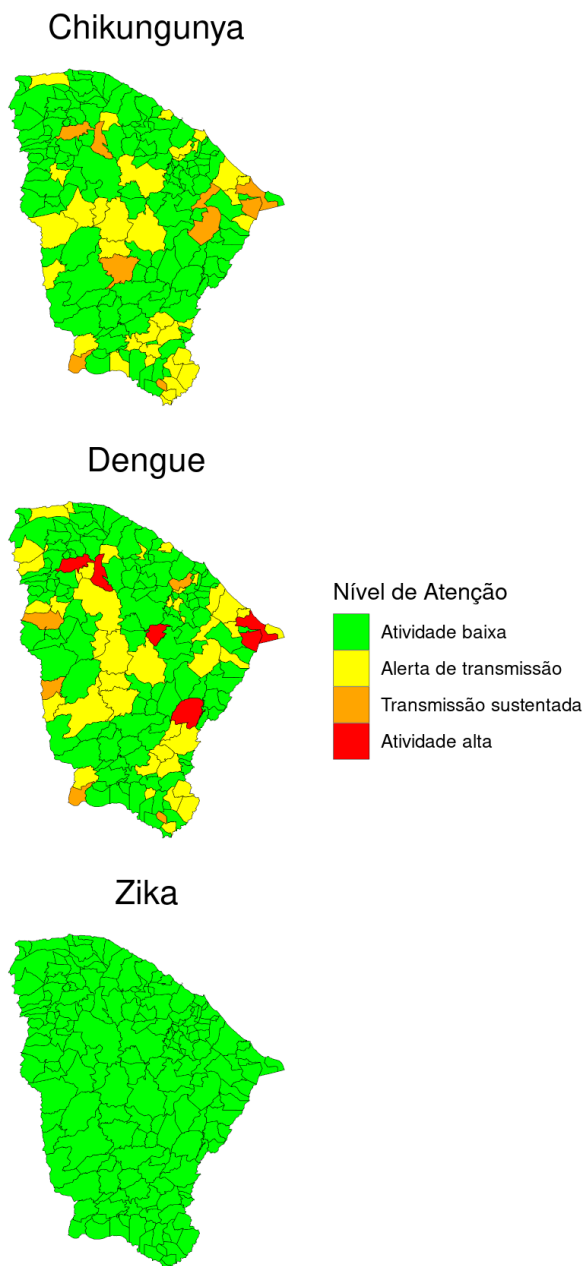 Chikungunya
Dengue
Nível de Atenção
Atividade baixa
Alerta de transmissão
Transmissão sustentada
Atividade alta
Zika